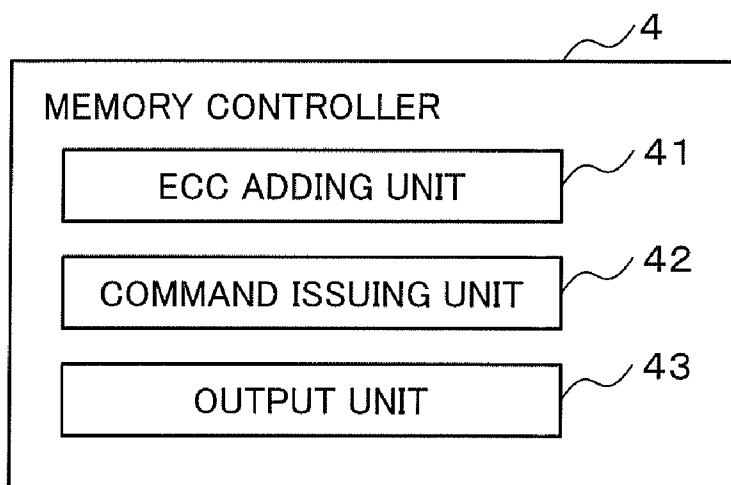 4
MEMORY CONTROLLER
ECC ADDING UNIT
41
COMMAND ISSUING UNIT
42
OUTPUT UNIT
43